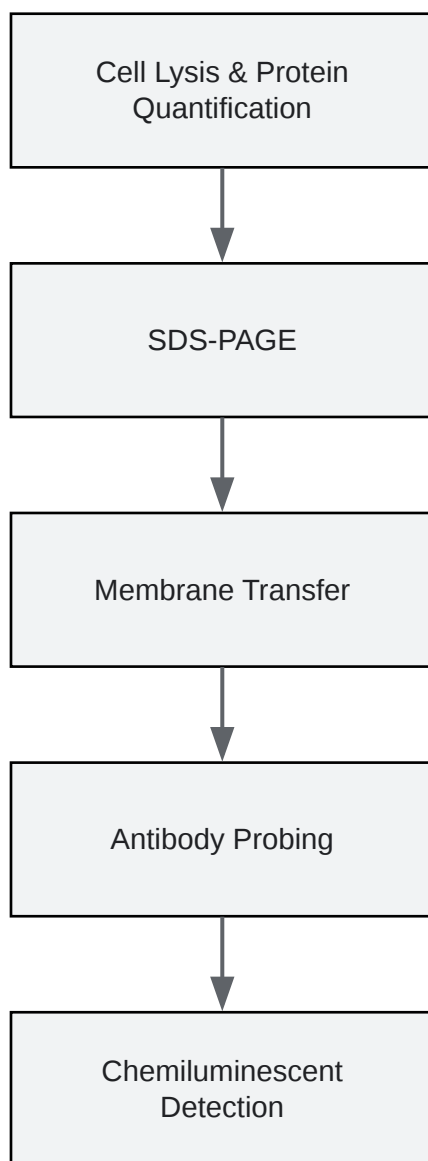 Cell Lysis & Protein
Quantification
SDS-PAGE
Membrane Transfer
Antibody Probing
Chemiluminescent
Detection